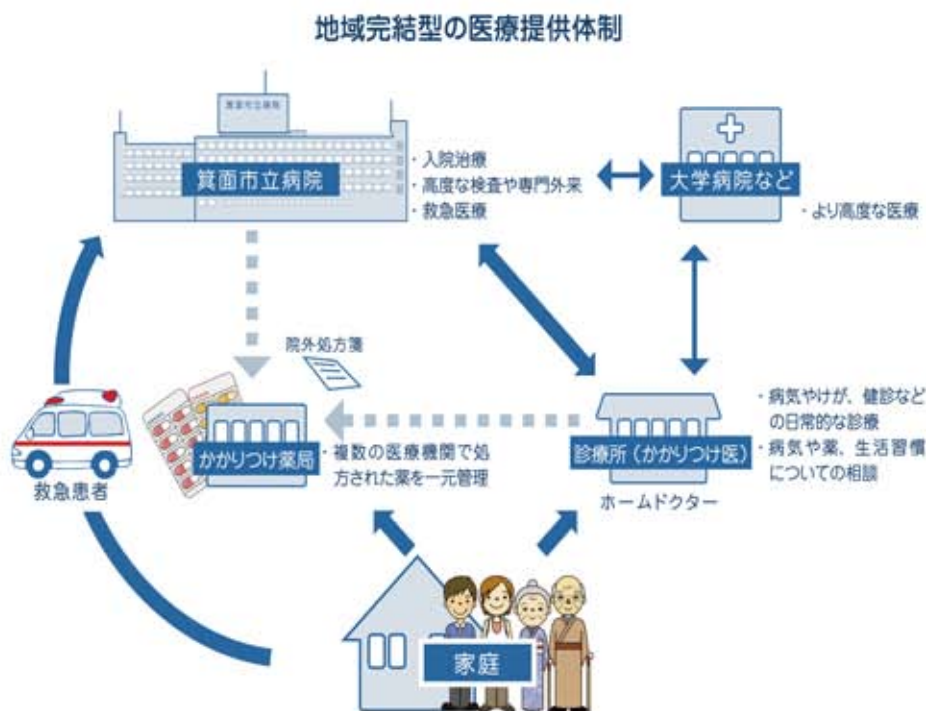 地域完結型の医療提供体制
箕面市立病院
箕面市立病院
・入院治療
・高度な検査や専門外来
・救急医療
大学病院など
・より高度な医療
院外処方箋
かかりつけ薬局
・複数の医療機関で処
方された薬を一元管理
診療所(かかりつけ医)
ホームドクター
・病気やけが、健診など
の日常的な診療
・病気や薬、生活習慣
についての相談
救急患者
家庭